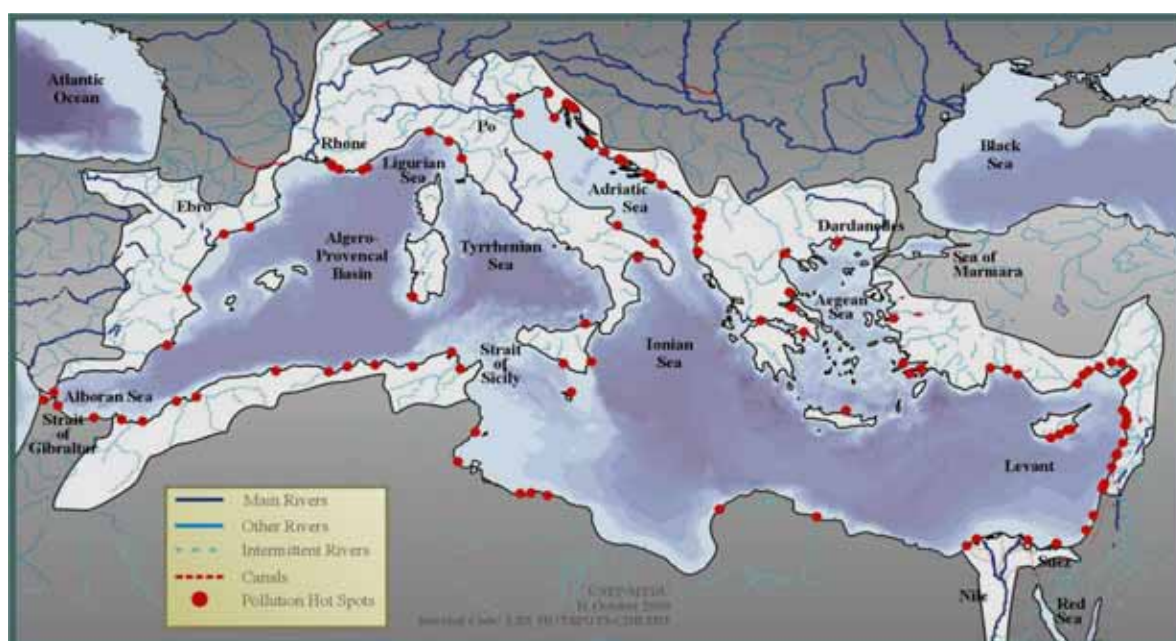 Atlantic
Ocean
Rhone
Po
Ligurian
Sea
Adriatic
Sea
Black
Sea
Ebro
Dardanelles
Algero-
Provencal
Basin
Tyrrhenian
Sea
Sea of
Marmara
Aegean
Sea
Ionian
Sea
Strait
of
Sicily
Alboran Sea
Strait
of
Gibraltar
Levant
Main Rivers
Other Rivers
Intermittent Rivers
Canals
Pollution Hot Spots
Suez
Nile
Red
Sea